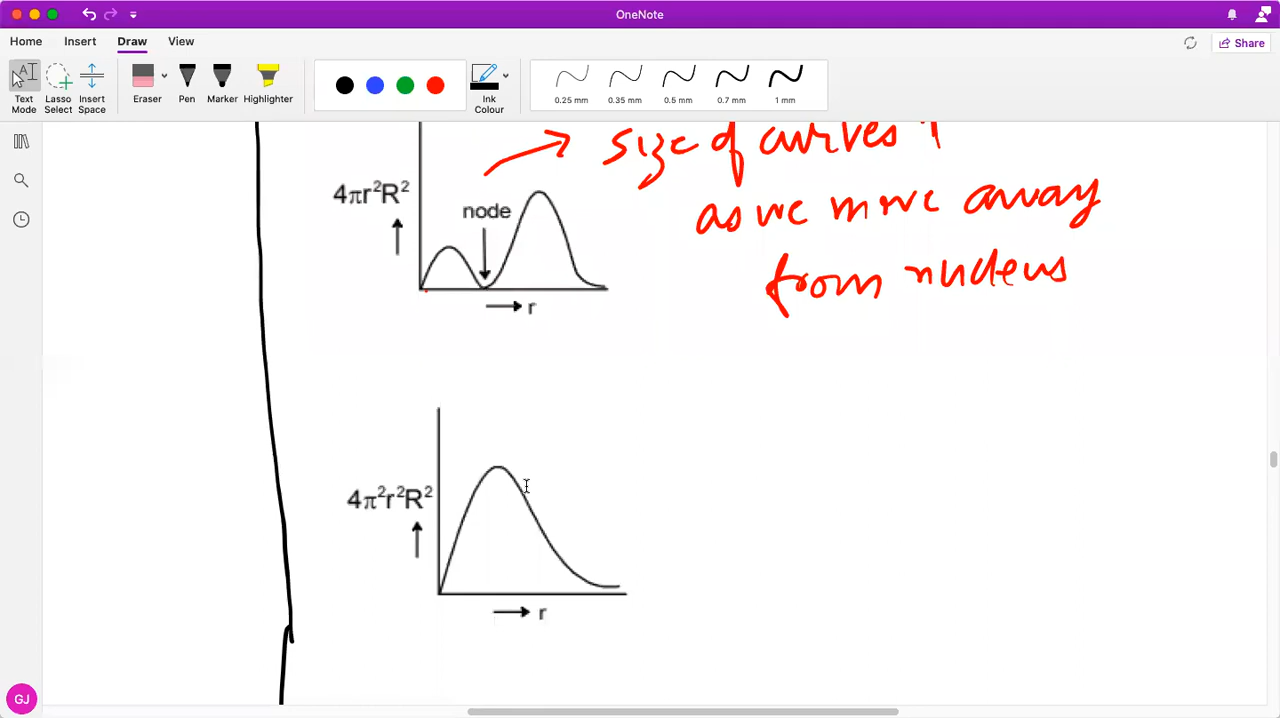 OneNote
Home Insert Draw View
Share
Text Mode
Lasso Select
Insert Space
Eraser
Pen
Marker
Highlighter
Ink Colour
0.25 mm
0.35 mm
0.5 mm
0.7 mm
1 mm
size of curves ↑
as we move away
from nucleus
4πr²R²
↑
node
↓
→ r
4π²r²R²
↑
→ r
GJ